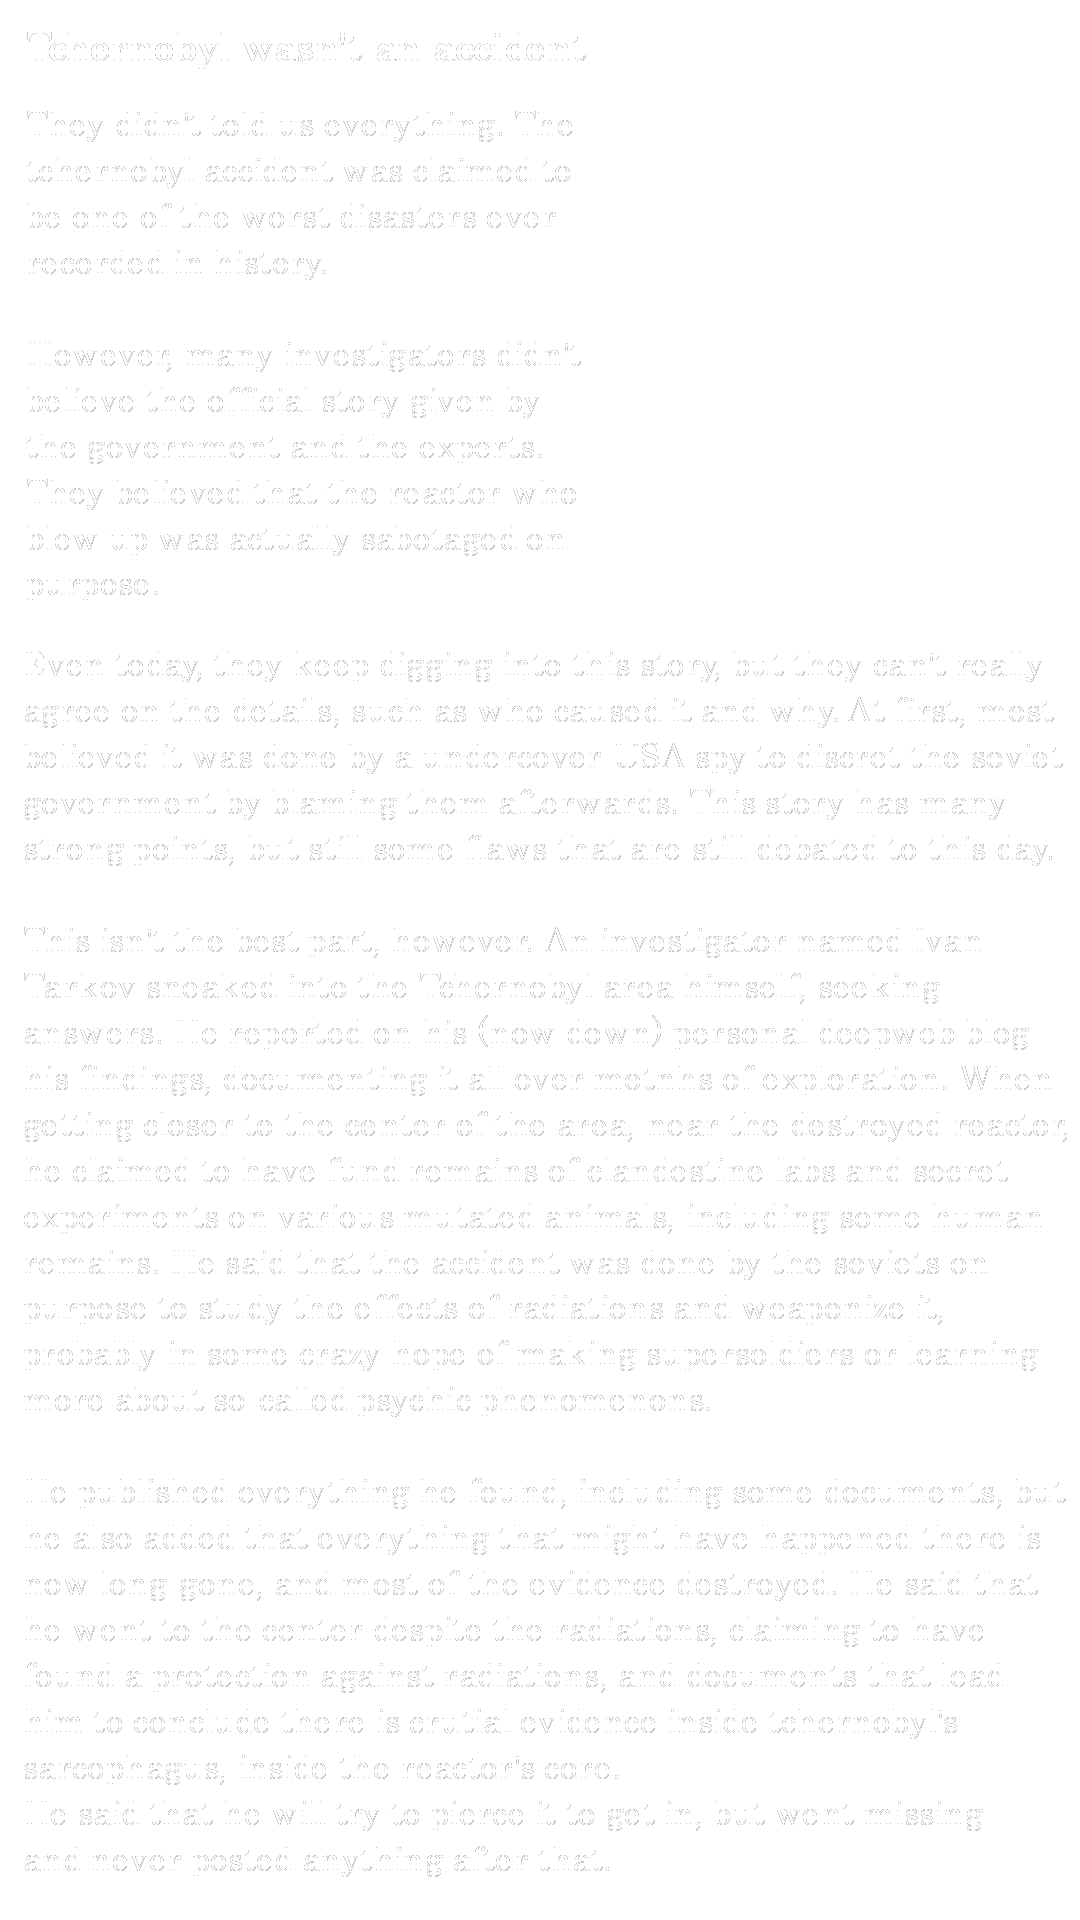 Tchernobyl wasn't an accident
They didn't told us everything. The
tchernobyl accident was claimed to
be one of the worst disasters ever
recorded in history.
However, many investigators didn't
believe the official story given by
the government and the experts.
They believed that the reactor who
blew up was actually sabotaged on
purpose.
Even today, they keep digging into this story, but they can't really
agree on the details, such as who caused it and why. At first, most
believed it was done by a undercover USA spy to discret the soviet
government by blaming them afterwards. This story has many
strong points, but still some flaws that are still debated to this day.
This isn't the best part, however. An investigator named Ivan
Tarkov sneaked into the Tchernobyl area himself, seeking
answers. He reported on his (now down) personal deepweb blog
his findings, documenting it all over motnhs of exploration. When
getting closer to the center of the area, near the destroyed reactor,
he claimed to have fund remains of clandestine labs and secret
experiments on various mutated animals, including some human
remains. He said that the accident was done by the soviets on
purpose to study the effects of radiations and weaponize it,
probably in some crazy hope of making supersoldiers or learning
more about so called psychic phenomenons.
He published everything he found, including some documents, but
he also added that everything that might have happened there is
now long gone, and most of the evidence destroyed. He said that
he went to the center despite the radiations, claiming to have
found a protection against radiations, and documents that lead
him to conclude there is crutial evidence inside tchernobyl's
sarcophagus, inside the reactor's core.
He said that he will try to pierce it to get in, but went missing
and never posted anything after that.